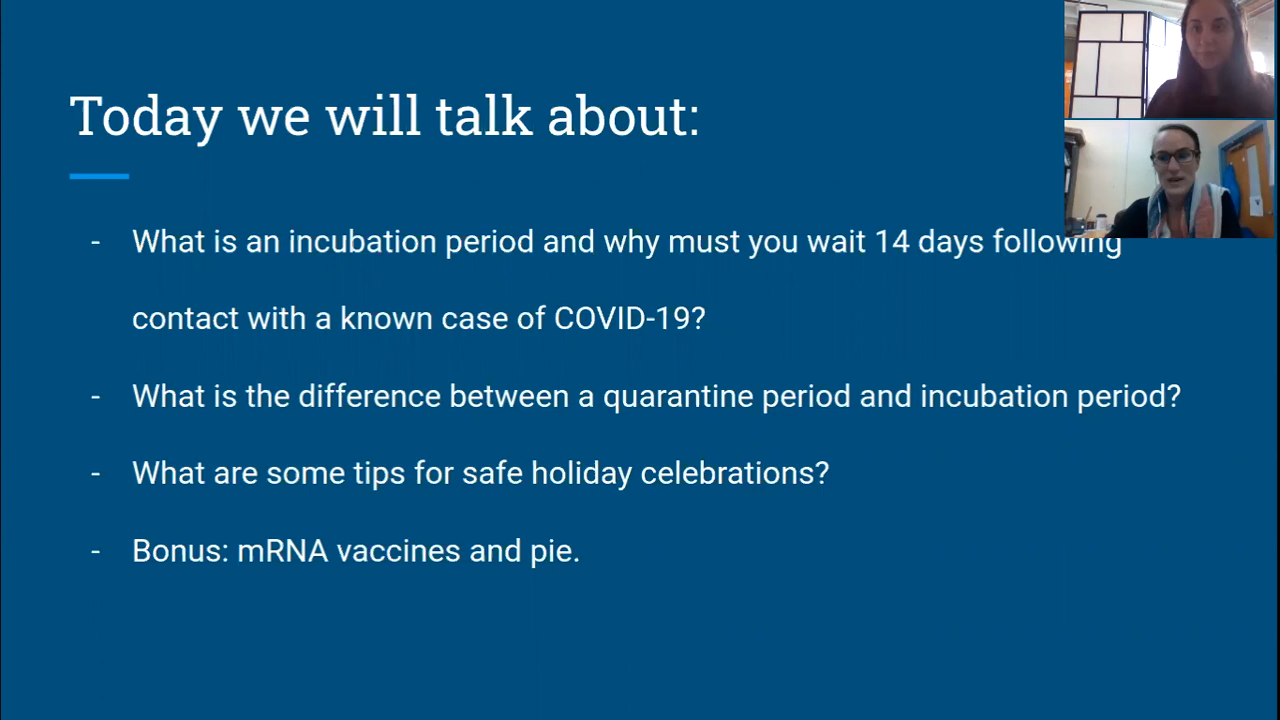 Today we will talk about:
- What is an incubation period and why must you wait 14 days following
contact with a known case of COVID-19?
- What is the difference between a quarantine period and incubation period?
- What are some tips for safe holiday celebrations?
- Bonus: mRNA vaccines and pie.